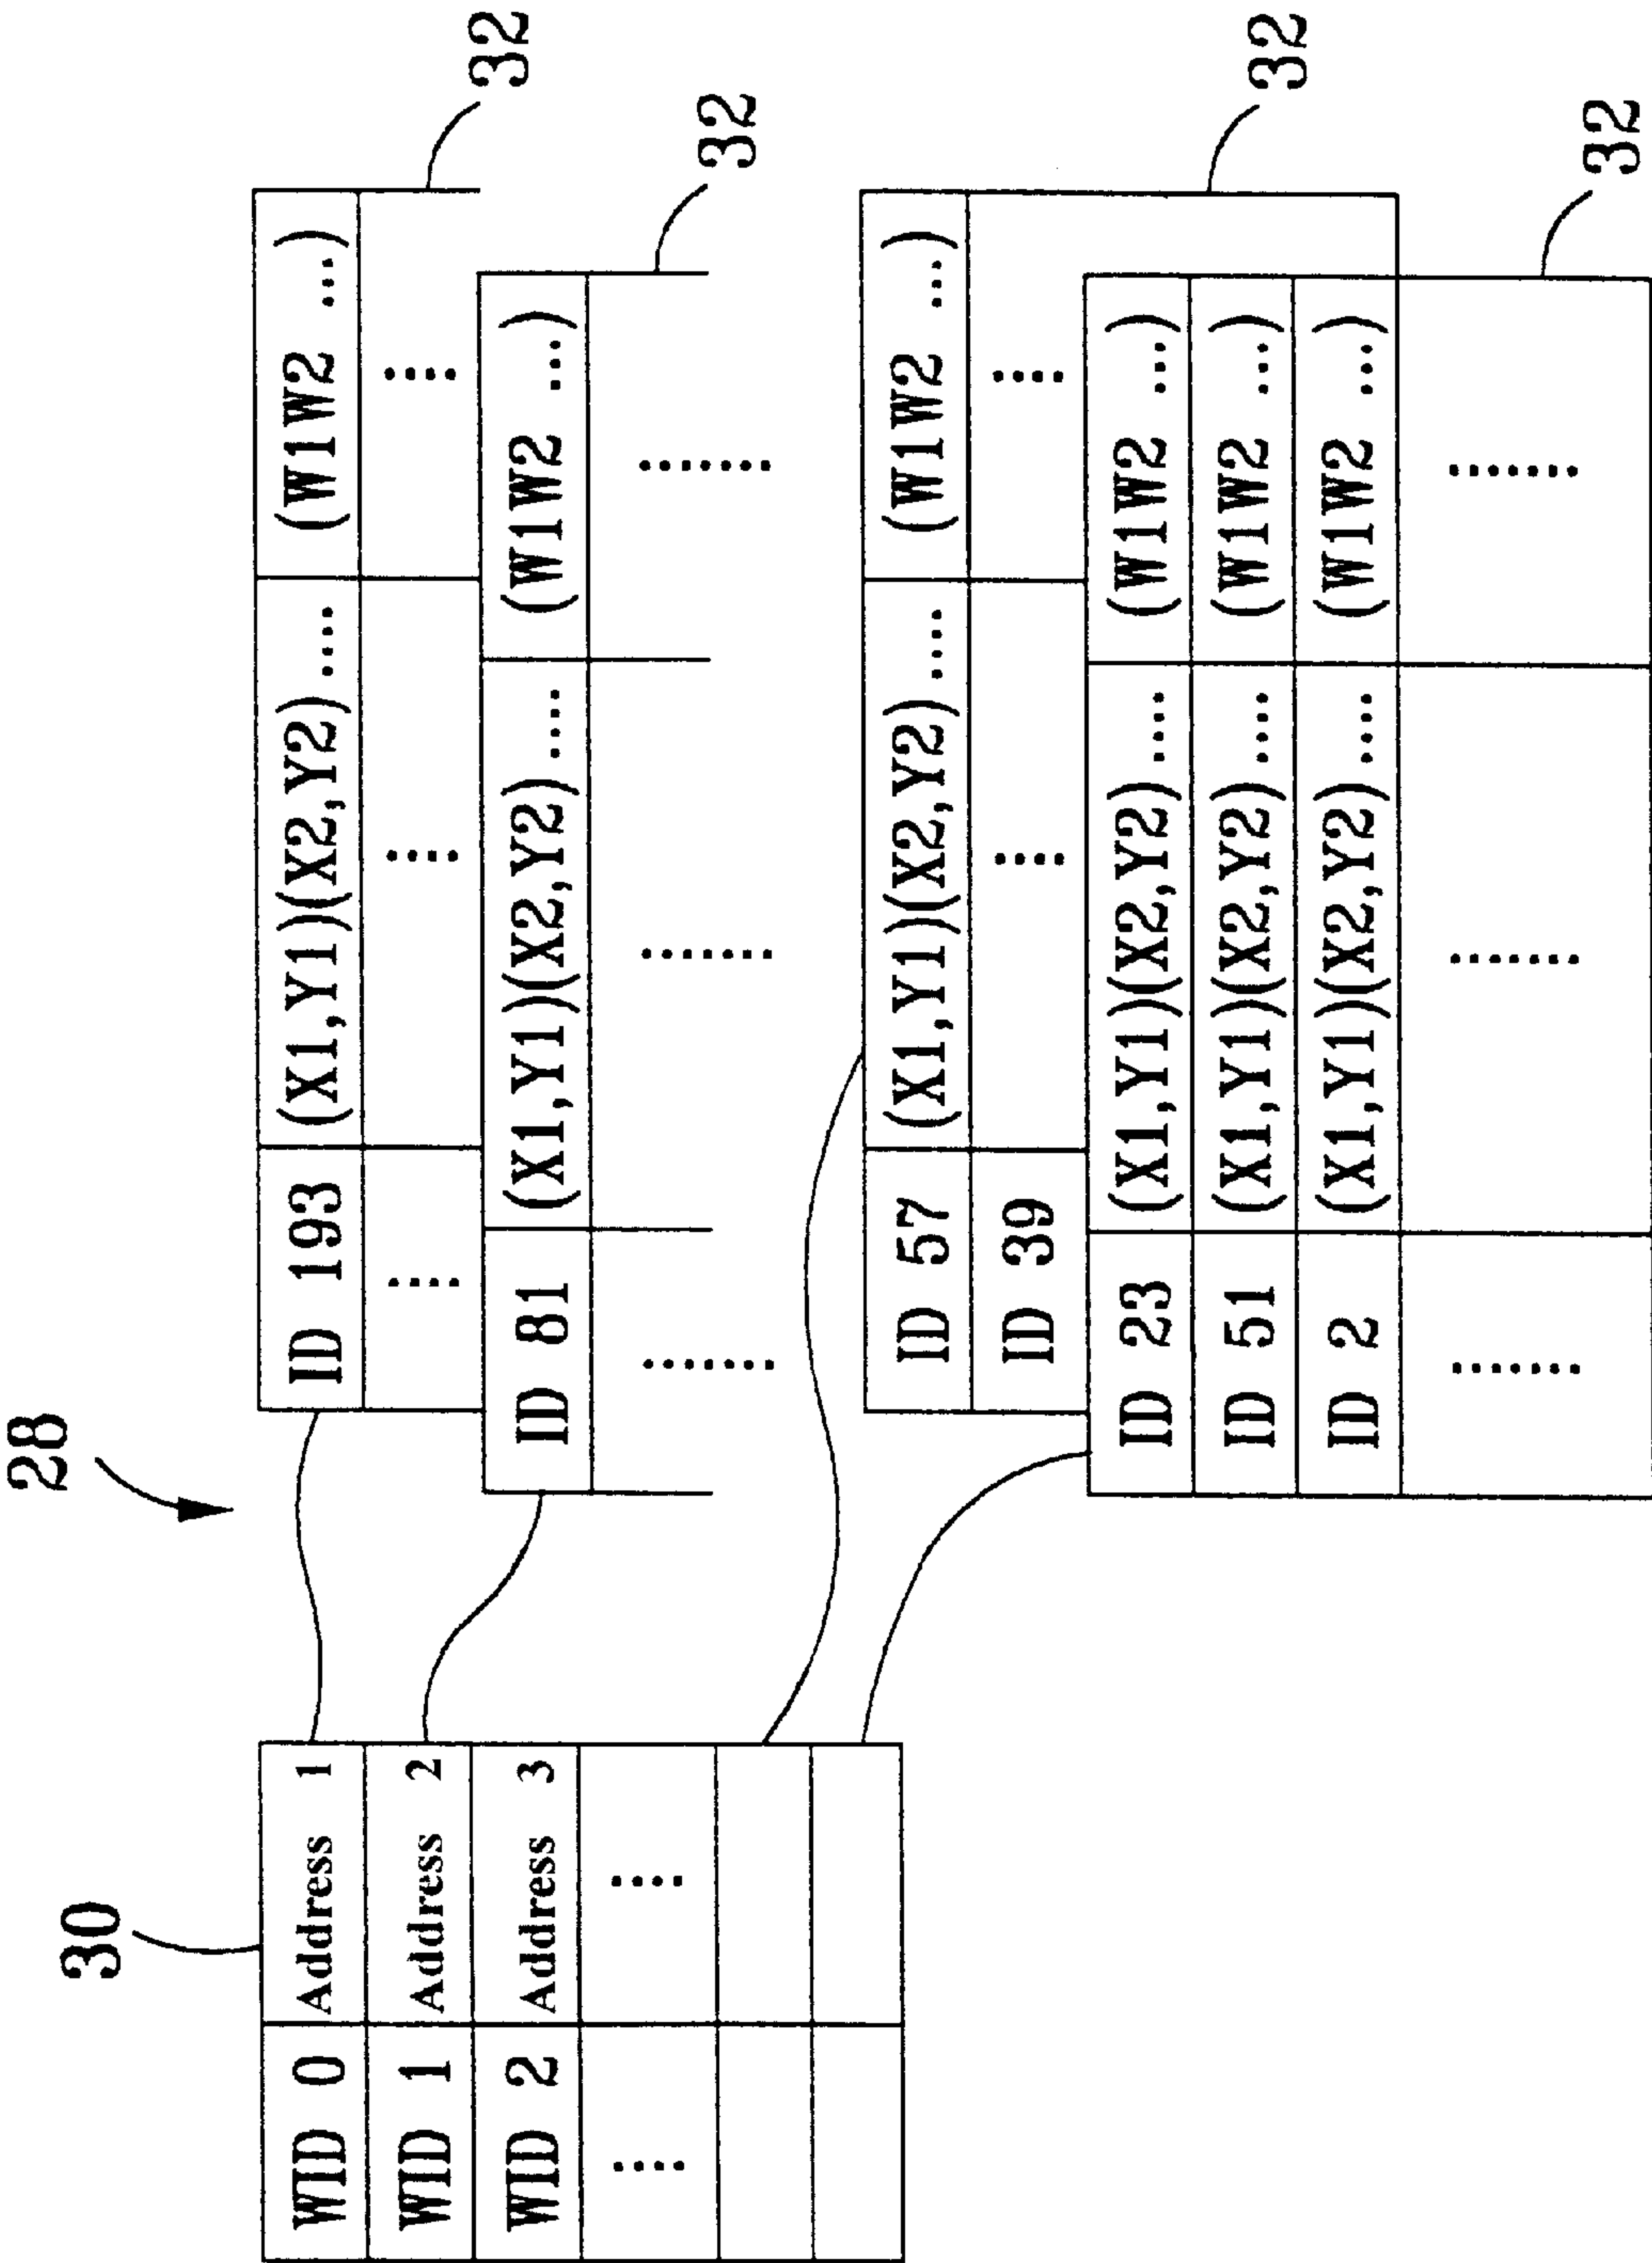 28
30
WID 0 Address 1
WID 1 Address 2
WID 2 Address 3
.... ....
ID 193 (X1,Y1)(X2,Y2).... (W1W2 ...)
.... .... ....
32
ID 81 (X1,Y1)(X2,Y2).... (W1W2 ...)
....... ....... .......
32
ID 57 (X1,Y1)(X2,Y2).... (W1W2 ...)
ID 39 .... ....
32
ID 23 (X1,Y1)(X2,Y2).... (W1W2 ...)
ID 51 (X1,Y1)(X2,Y2).... (W1W2 ...)
ID 2 (X1,Y1)(X2,Y2).... (W1W2 ...)
....... ....... .......
32